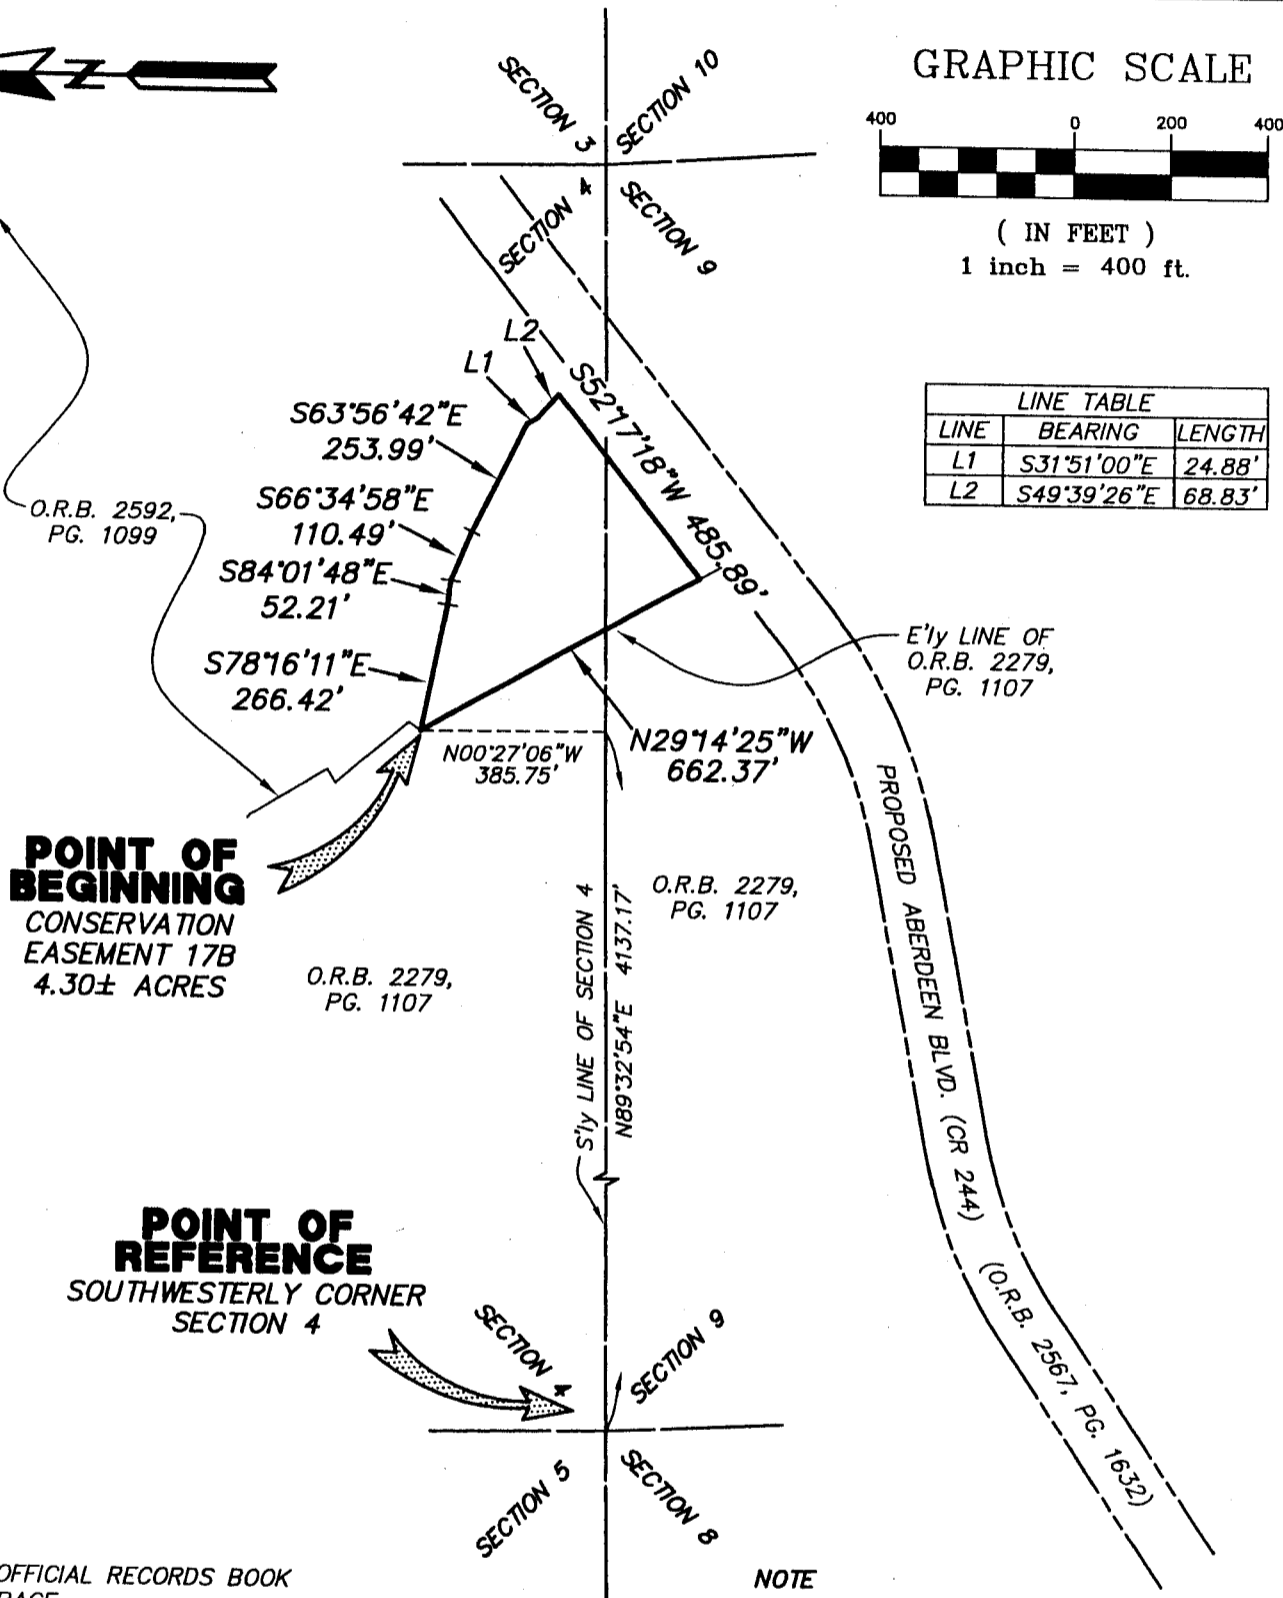 N
SECTION 3
SECTION 10
SECTION 4
SECTION 9
GRAPHIC SCALE
400
0
200
400
( IN FEET )
1 inch = 400 ft.
LINE TABLE
LINE BEARING LENGTH
L1 S31°51'00"E 24.88'
L2 S49°39'26"E 68.83'
L2
L1
S63°56'42"E
253.99'
S66°34'58"E
110.49'
S84°01'48"E
52.21'
S78°16'11"E
266.42'
S52°17'18"W 485.89'
O.R.B. 2592,
PG. 1099
E'ly LINE OF
O.R.B. 2279,
PG. 1107
N29°14'25"W
662.37'
N00°27'06"W
385.75'
POINT OF
BEGINNING
CONSERVATION
EASEMENT 17B
4.30± ACRES
O.R.B. 2279,
PG. 1107
O.R.B. 2279,
PG. 1107
S'ly LINE OF SECTION 4
N89°32'54"E 4137.17'
PROPOSED ABERDEEN BLVD. (CR 244)
(O.R.B. 2567, PG. 1632)
POINT OF
REFERENCE
SOUTHWESTERLY CORNER
SECTION 4
SECTION 4
SECTION 9
SECTION 5
SECTION 8
OFFICIAL RECORDS BOOK
NOTE